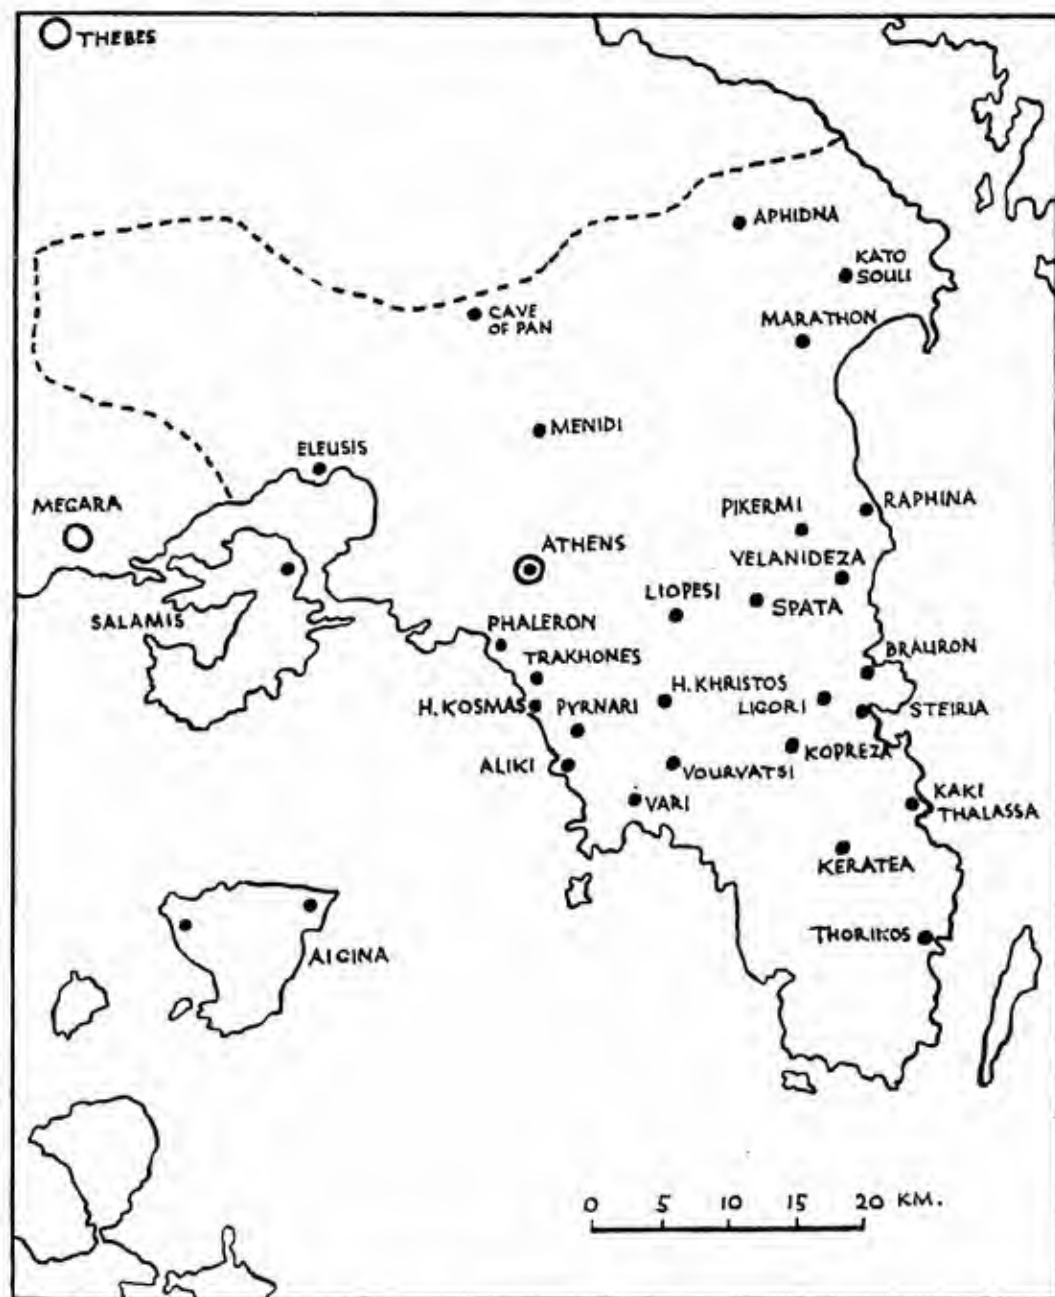 THEBES
APHIDNA
KATO
SOULI
CAVE
OF PAN
MARATHON
MENIDI
ELEUSIS
MEGARA
RAPHINA
PIKERMI
ATHENS
VELANIDEZA
LIOPESI
SPATA
SALAMIS
PHALERON
BRAURON
TRAKHONES
H. KHRISTOS
H. KOSMAS
PYRNARI
LIGORI
STEIRIA
KOPREZA
ALIKI
VOURVATSI
KAKI
THALASSA
VARI
KERATEA
THORIKOS
AIGINA
0 5 10 15 20 KM.